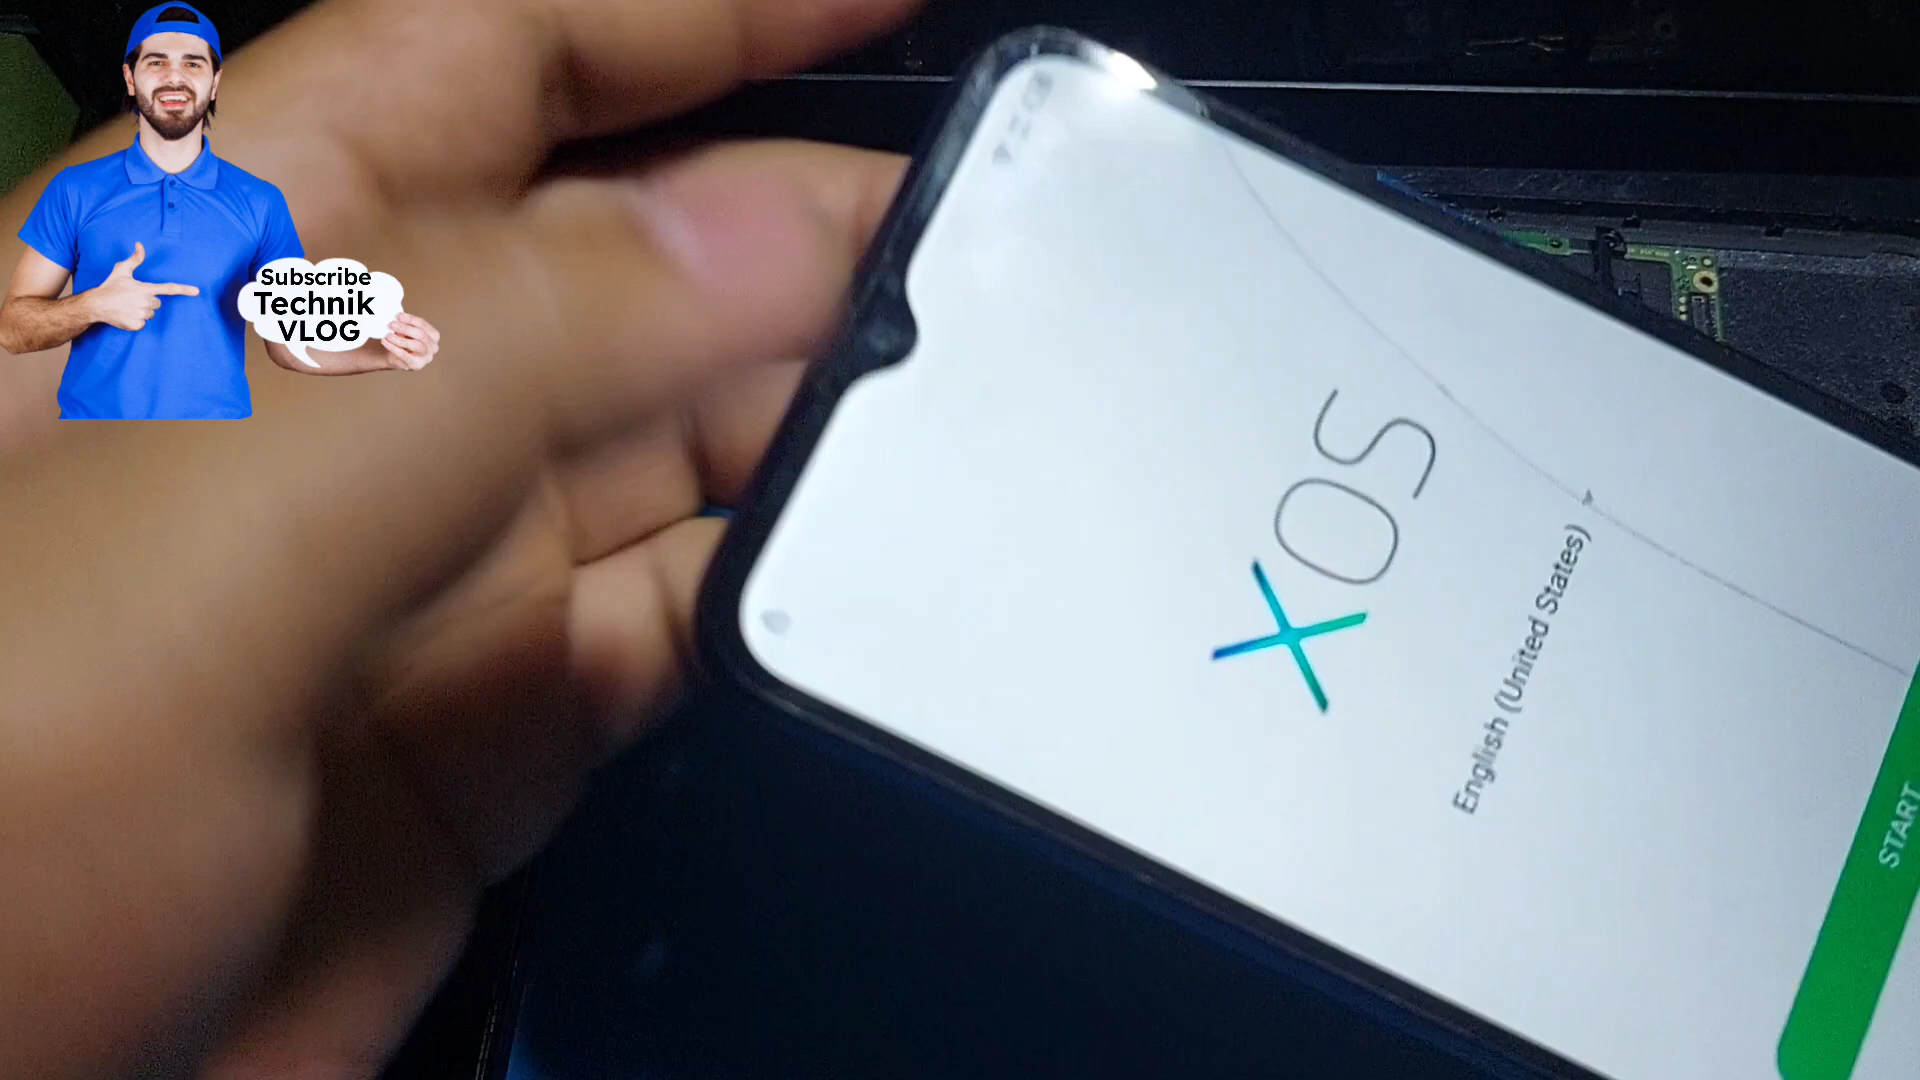 Subscribe
Technik
VLOG
XOS
English (United States)
START